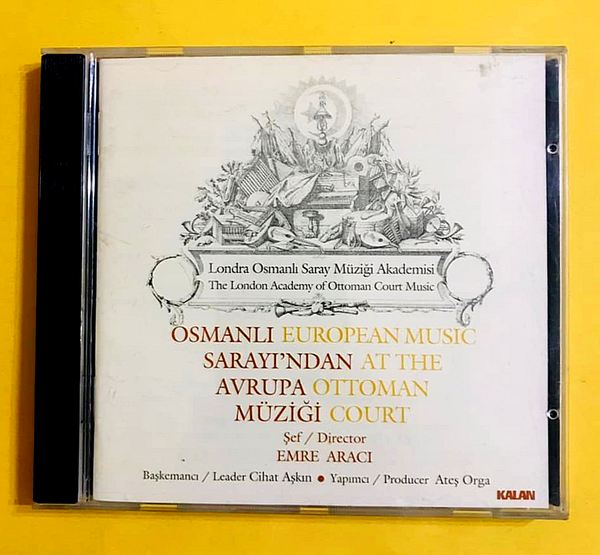 Londra Osmanlı Saray Müziği Akademisi
The London Academy of Ottoman Court Music
OSMANLI EUROPEAN MUSIC
SARAYI'NDAN AT THE
AVRUPA OTTOMAN
MÜZİĞİ COURT
Şef / Director
EMRE ARACI
Başkemancı / Leader Cihat Aşkın • Yapımcı / Producer Ateş Orga
KALAN